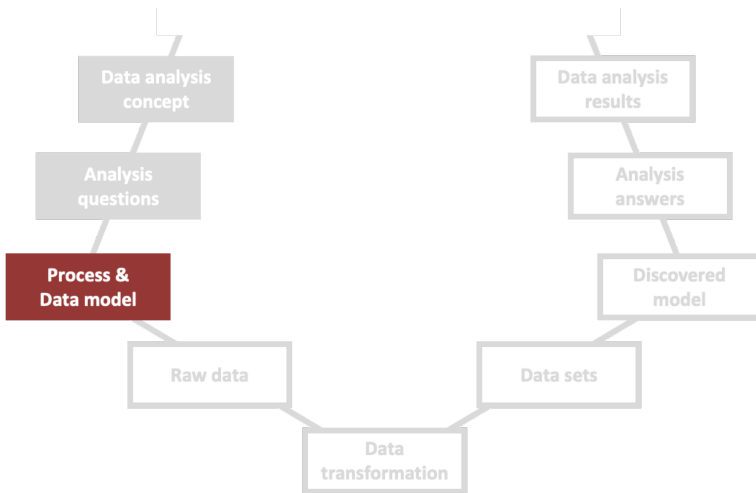 Data analysis
concept
Data analysis
results
Analysis
questions
Analysis
answers
Process &
Data model
Discovered
model
Raw data
Data sets
Data
transformation